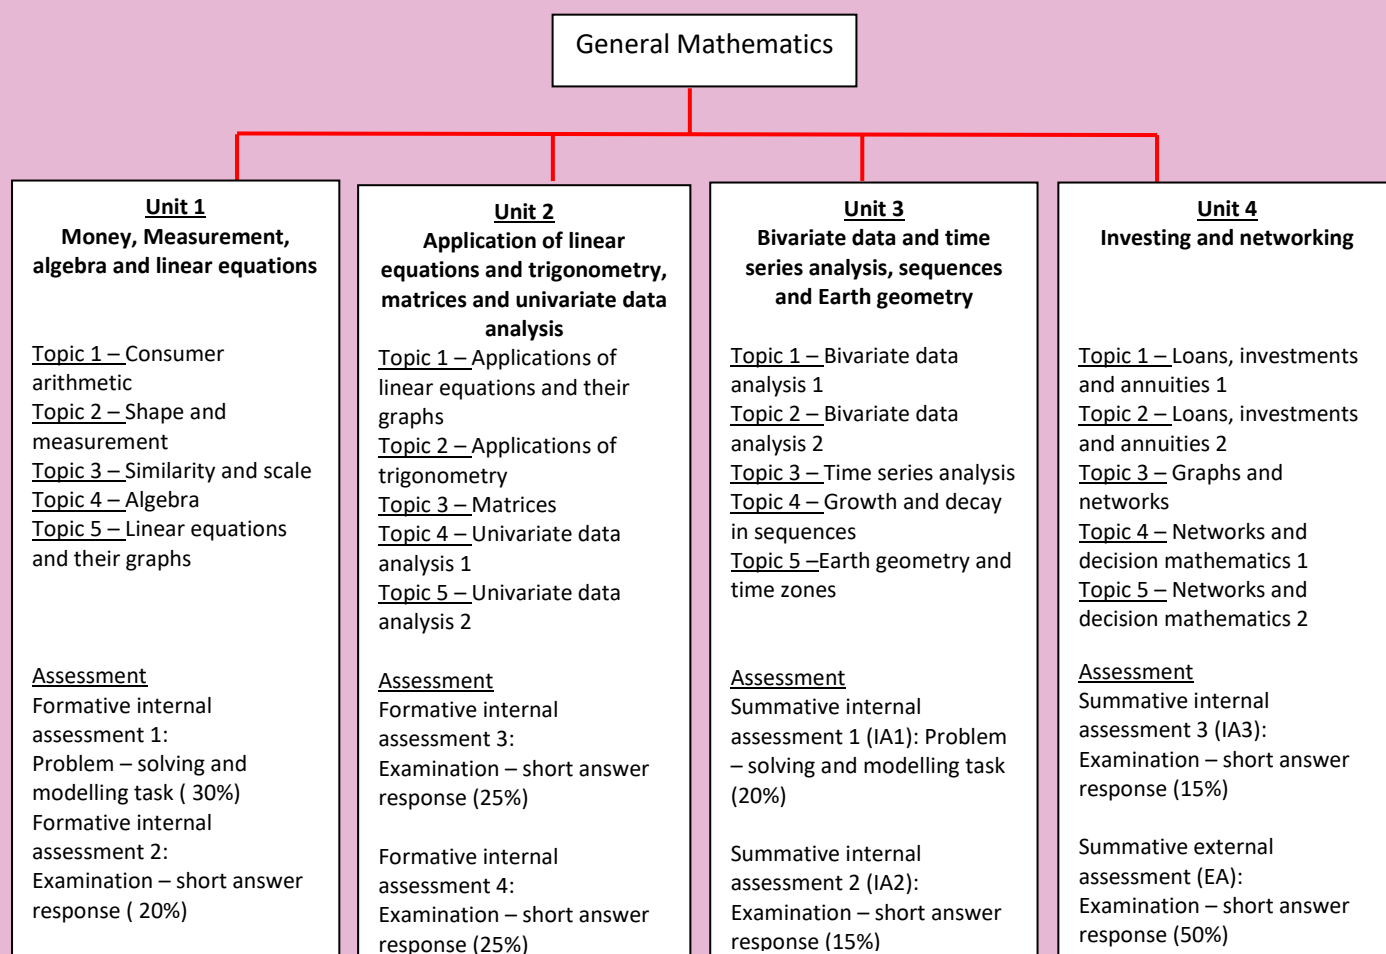 General Mathematics
Unit 1
Money, Measurement,
algebra and linear equations
Topic 1 – Consumer
arithmetic
Topic 2 – Shape and
measurement
Topic 3 – Similarity and scale
Topic 4 – Algebra
Topic 5 – Linear equations
and their graphs
Assessment
Formative internal
assessment 1:
Problem – solving and
modelling task ( 30%)
Formative internal
assessment 2:
Examination – short answer
response ( 20%)
Unit 2
Application of linear
equations and trigonometry,
matrices and univariate data
analysis
Topic 1 – Applications of
linear equations and their
graphs
Topic 2 – Applications of
trigonometry
Topic 3 – Matrices
Topic 4 – Univariate data
analysis 1
Topic 5 – Univariate data
analysis 2
Assessment
Formative internal
assessment 3:
Examination – short answer
response (25%)
Formative internal
assessment 4:
Examination – short answer
response (25%)
Unit 3
Bivariate data and time
series analysis, sequences
and Earth geometry
Topic 1 – Bivariate data
analysis 1
Topic 2 – Bivariate data
analysis 2
Topic 3 – Time series analysis
Topic 4 – Growth and decay
in sequences
Topic 5 –Earth geometry and
time zones
Assessment
Summative internal
assessment 1 (IA1): Problem
– solving and modelling task
(20%)
Summative internal
assessment 2 (IA2):
Examination – short answer
response (15%)
Unit 4
Investing and networking
Topic 1 – Loans, investments
and annuities 1
Topic 2 – Loans, investments
and annuities 2
Topic 3 – Graphs and
networks
Topic 4 – Networks and
decision mathematics 1
Topic 5 – Networks and
decision mathematics 2
Assessment
Summative internal
assessment 3 (IA3):
Examination – short answer
response (15%)
Summative external
assessment (EA):
Examination – short answer
response (50%)